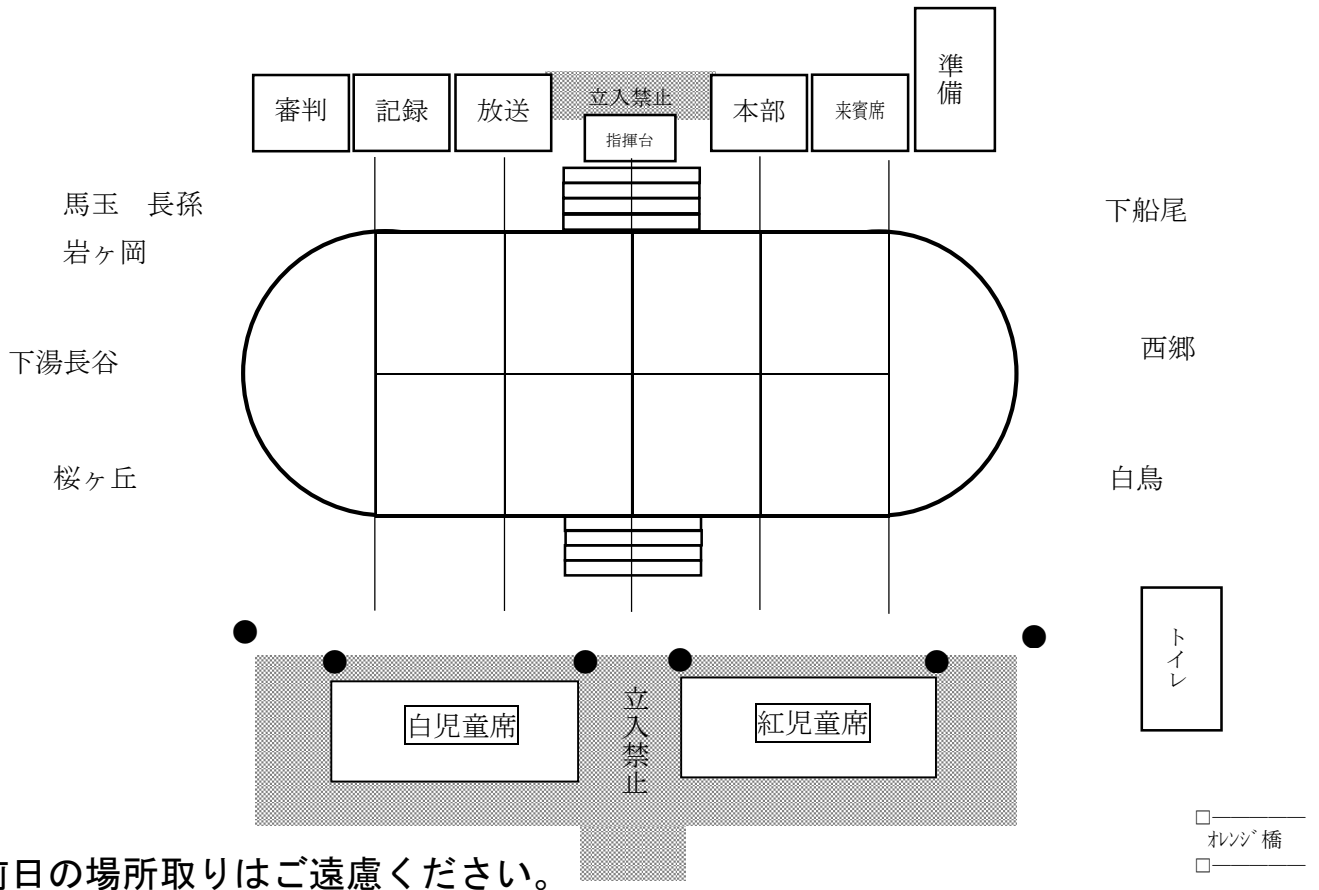 準備
審判
記録
放送
立入禁止
本部
来賓席
指揮台
馬玉　長孫
下船尾
岩ヶ岡
下湯長谷
西郷
桜ヶ丘
白鳥
トイレ
白児童席
立入禁止
紅児童席
ｵﾚﾝｼﾞ橋
前日の場所取りはご遠慮ください。